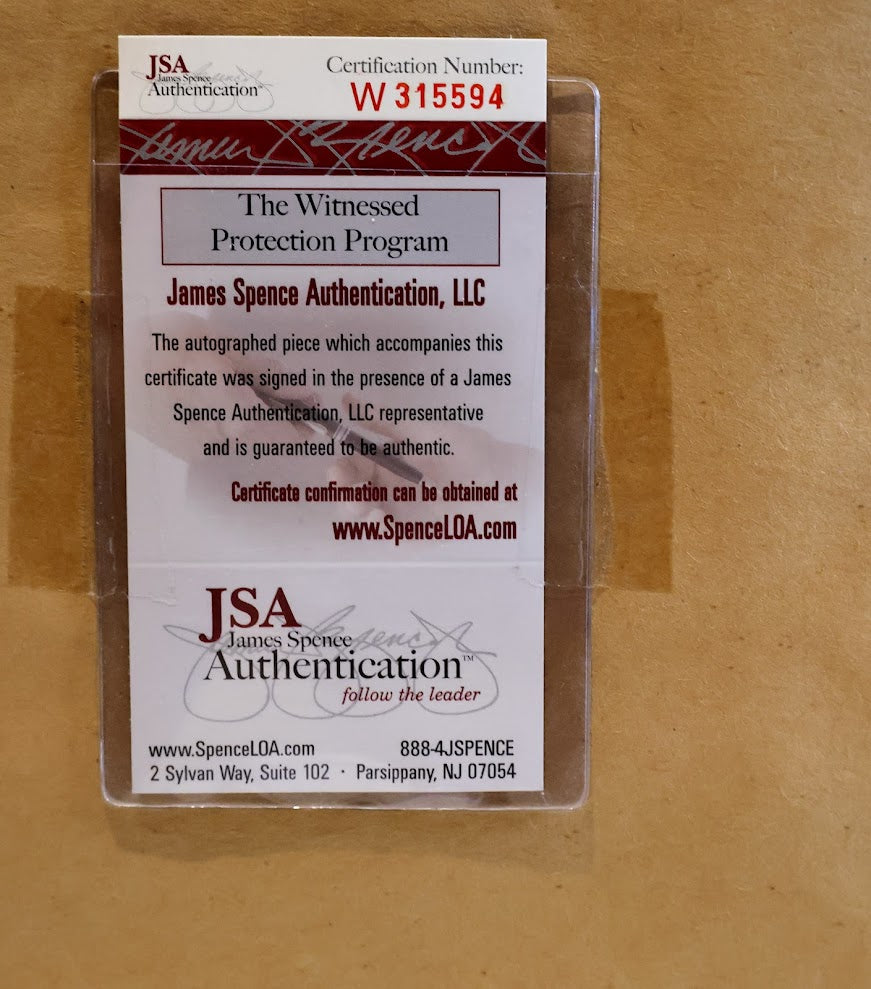 JSA
James Spence
Authentication™
Certification Number:
W 315594
James Spence
The Witnessed
Protection Program
James Spence Authentication, LLC
The autographed piece which accompanies this
certificate was signed in the presence of a James
Spence Authentication, LLC representative
and is guaranteed to be authentic.
Certificate confirmation can be obtained at
www.SpenceLOA.com
JSA
James Spence
Authentication™
follow the leader
www.SpenceLOA.com 888-4JSPENCE
2 Sylvan Way, Suite 102 · Parsippany, NJ 07054